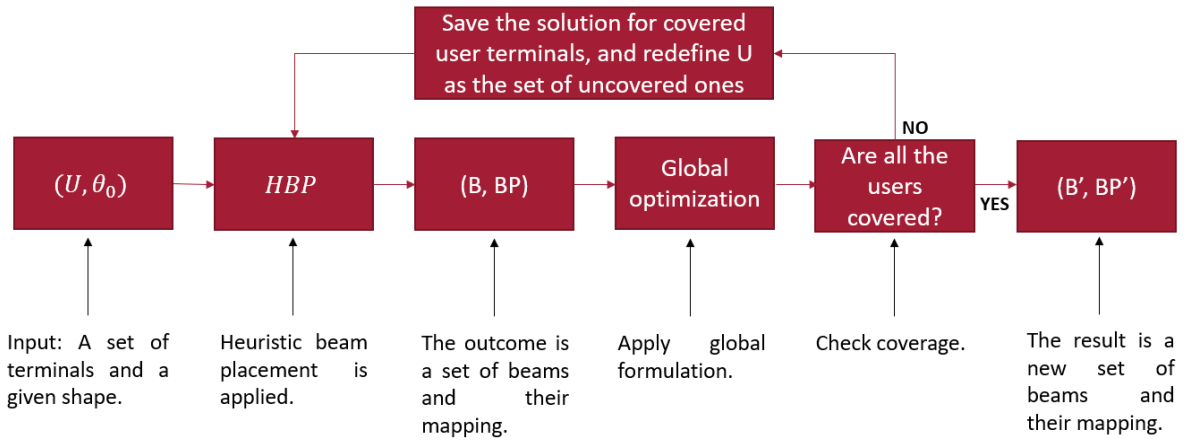 Save the solution for covered
user terminals, and redefine U
as the set of uncovered ones
NO
(U, θ₀)
HBP
(B, BP)
Global
optimization
Are all the
users
covered?
YES
(B’, BP’)
Input: A set of
terminals and a
given shape.
Heuristic beam
placement is
applied.
The outcome is
a set of beams
and their
mapping.
Apply global
formulation.
Check coverage.
The result is a
new set of
beams and
their mapping.